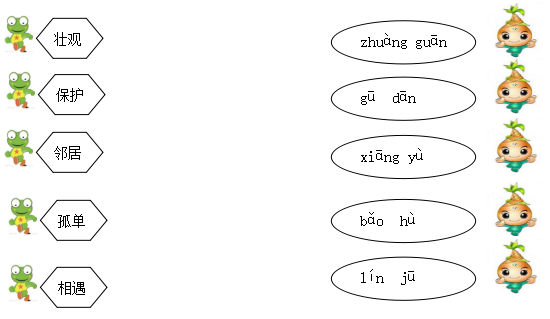 壮观 zhuàng guān
保护 gū dān
邻居 xiāng yù
孤单 bǎo hù
相遇 lín jū